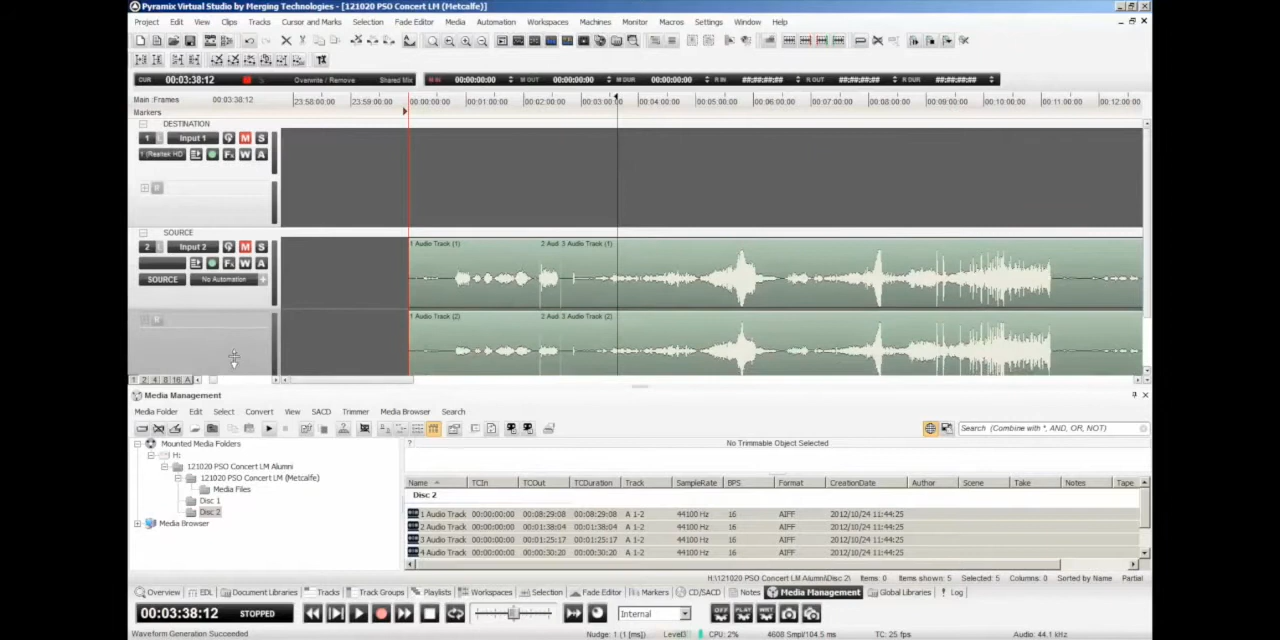 Pyramix Virtual Studio by Merging Technologies - [121020 PSO Concert LM (Metcalfe)]
Project Edit View Clips Tracks Cursor and Marks Selection Fade Editor Media Automation Workspaces Machines Monitor Macros Settings Window Help
CUR 00:03:38:12 Overwrite / Remove Shared Mix M IN 00:00:00:00 M OUT 00:00:00:00 M DUR 00:00:00:00 R IN ##:##:##:## R OUT ##:##:##:## R DUR ##:##:##:##
Main :Frames 00:03:38:12 23:58:00:00 23:59:00:00 00:00:00:00 00:01:00:00 00:02:00:00 00:03:00:00 00:04:00:00 00:05:00:00 00:06:00:00 00:07:00:00 00:08:00:00 00:09:00:00 00:10:00:00 00:11:00:00 00:12:00:00
Markers
DESTINATION
1 Input 1 M S
1 (Realtek HD Fx W A
R
SOURCE
2 Input 2 M S 1 Audio Track (1) 2 Aud 3 Audio Track (1)
Fx W A
SOURCE No Automation
R 1 Audio Track (2) 2 Aud 3 Audio Track (2)
1 2 4 8 16 A
Media Management
Media Folder Edit Select Convert View SACD Trimmer Media Browser Search
Search (Combine with *, AND, OR, NOT)
Mounted Media Folders ? No Trimmable Object Selected
H:
121020 PSO Concert LM Alumni
121020 PSO Concert LM (Metcalfe)
Media Files
Disc 1
Disc 2
Media Browser
Name TCIn TCOut TCDuration Track SampleRate BPS Format CreationDate Author Scene Take Notes Tape
Disc 2
1 Audio Track 00:00:00:00 00:08:29:08 00:08:29:08 A 1-2 44100 Hz 16 AIFF 2012/10/24 11:44:25
2 Audio Track 00:00:00:00 00:01:38:04 00:01:38:04 A 1-2 44100 Hz 16 AIFF 2012/10/24 11:44:25
3 Audio Track 00:00:00:00 00:01:25:17 00:01:25:17 A 1-2 44100 Hz 16 AIFF 2012/10/24 11:44:25
4 Audio Track 00:00:00:00 00:00:30:20 00:00:30:20 A 1-2 44100 Hz 16 AIFF 2012/10/24 11:44:25
H:\121020 PSO Concert LM Alumni\Disc 2\ Items: 0 Items shown: 5 Selected: 5 Columns: 0 Sorted by Name Partial
Overview EDL Document Libraries Tracks Track Groups Playlists Workspaces Selection Fade Editor Markers CD/SACD Notes Media Management Global Libraries Log
00:03:38:12 STOPPED Internal OFF PLAY WRT
Waveform Generation Succeeded Nudge: 1 (1 [ms]) Level3 CPU: 2% 4608 Smpl/104.5 ms TC: 25 fps Audio: 44.1 kHz